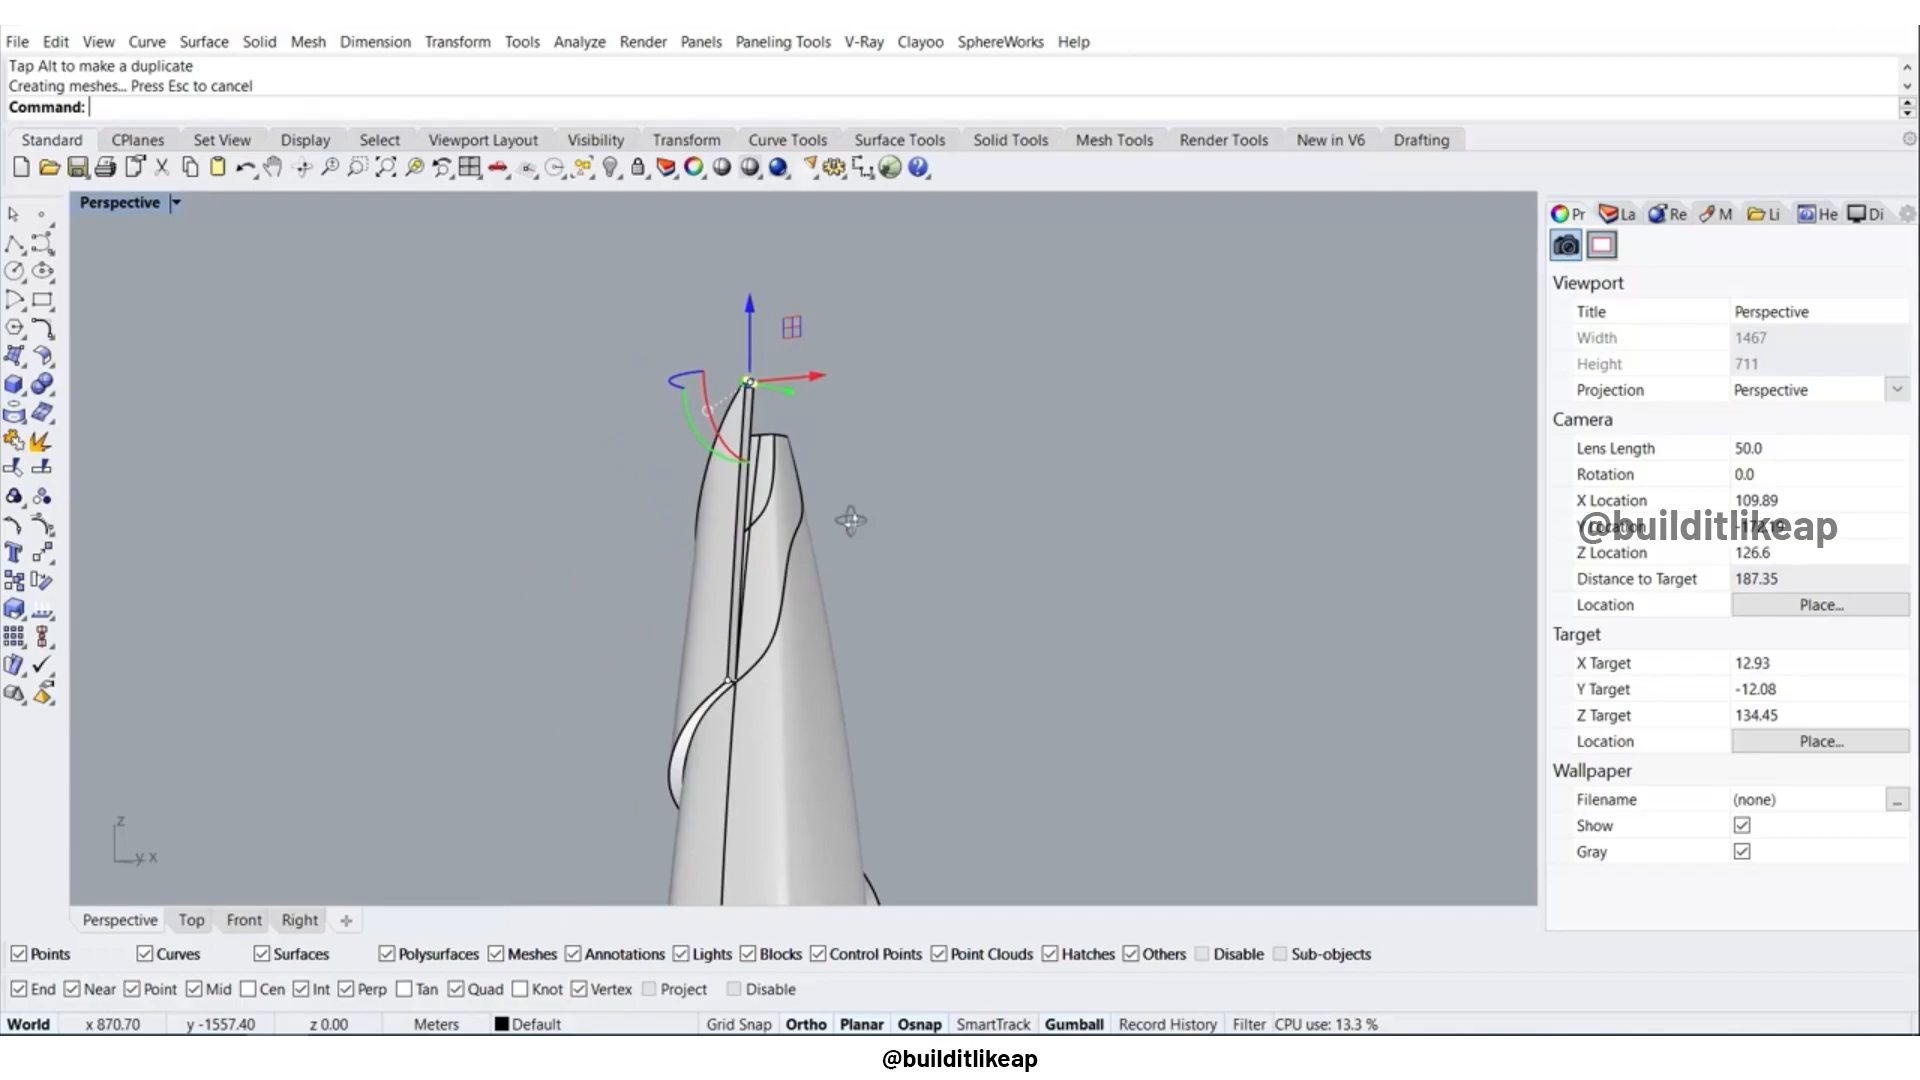 File Edit View Curve Surface Solid Mesh Dimension Transform Tools Analyze Render Panels Paneling Tools V-Ray Clayoo SphereWorks Help
Tap Alt to make a duplicate
Creating meshes... Press Esc to cancel
Command:
Standard CPlanes Set View Display Select Viewport Layout Visibility Transform Curve Tools Surface Tools Solid Tools Mesh Tools Render Tools New in V6 Drafting
Perspective
Pr La Re M Li He Di
Viewport
Title Perspective
Width 1467
Height 711
Projection Perspective
Camera
Lens Length 50.0
Rotation 0.0
X Location 109.89
Y Location
@builditlikeap
Z Location 126.6
Distance to Target 187.35
Location Place...
Target
X Target 12.93
Y Target -12.08
Z Target 134.45
Location Place...
Wallpaper
Filename (none) ...
Show
Gray
z
y x
Perspective Top Front Right
Points Curves Surfaces Polysurfaces Meshes Annotations Lights Blocks Control Points Point Clouds Hatches Others Disable Sub-objects
End Near Point Mid Cen Int Perp Tan Quad Knot Vertex Project Disable
World x 870.70 y -1557.40 z 0.00 Meters Default Grid Snap Ortho Planar Osnap SmartTrack Gumball Record History Filter CPU use: 13.3 %
@builditlikeap